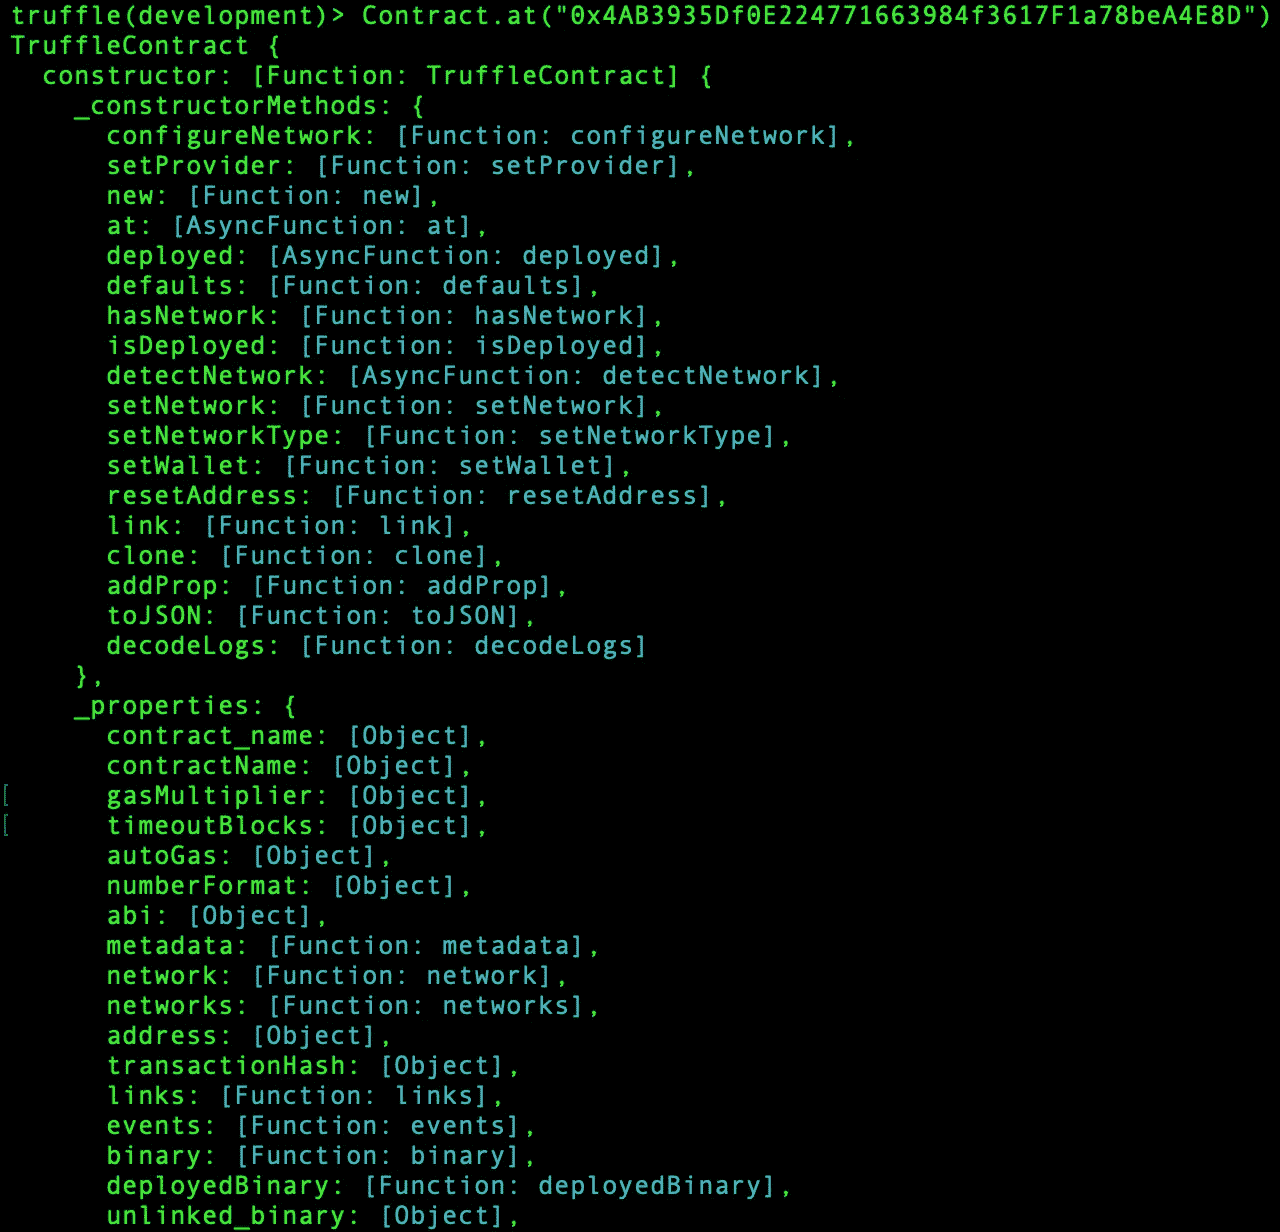 truffle(development)> Contract.at("0x4AB3935Df0E224771663984f3617F1a78beA4E8D")
TruffleContract {
  constructor: [Function: TruffleContract] {
    _constructorMethods: {
      configureNetwork: [Function: configureNetwork],
      setProvider: [Function: setProvider],
      new: [Function: new],
      at: [AsyncFunction: at],
      deployed: [AsyncFunction: deployed],
      defaults: [Function: defaults],
      hasNetwork: [Function: hasNetwork],
      isDeployed: [Function: isDeployed],
      detectNetwork: [AsyncFunction: detectNetwork],
      setNetwork: [Function: setNetwork],
      setNetworkType: [Function: setNetworkType],
      setWallet: [Function: setWallet],
      resetAddress: [Function: resetAddress],
      link: [Function: link],
      clone: [Function: clone],
      addProp: [Function: addProp],
      toJSON: [Function: toJSON],
      decodeLogs: [Function: decodeLogs]
    },
    _properties: {
      contract_name: [Object],
      contractName: [Object],
[     gasMultiplier: [Object],
[     timeoutBlocks: [Object],
      autoGas: [Object],
      numberFormat: [Object],
      abi: [Object],
      metadata: [Function: metadata],
      network: [Function: network],
      networks: [Function: networks],
      address: [Object],
      transactionHash: [Object],
      links: [Function: links],
      events: [Function: events],
      binary: [Function: binary],
      deployedBinary: [Function: deployedBinary],
      unlinked_binary: [Object],